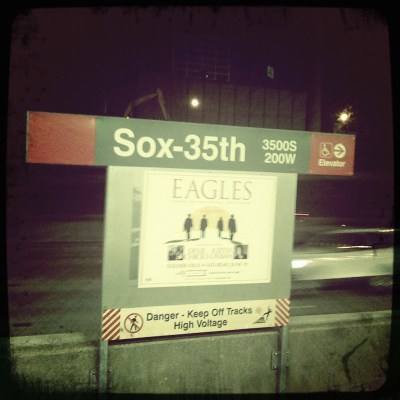 Sox-35th
3500S
200W
Elevator
EAGLES
Danger - Keep Off Tracks
High Voltage